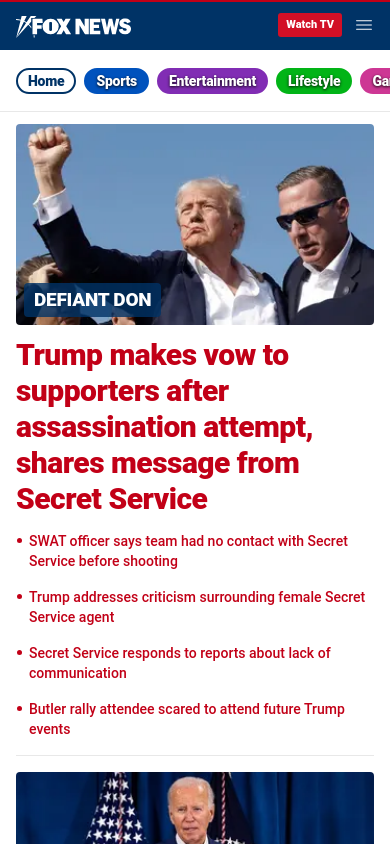 FOX NEWS
Watch TV
Home
Sports
Entertainment
Lifestyle
DEFIANT DON
Trump makes vow to
supporters after
assassination attempt,
shares message from
Secret Service
• SWAT officer says team had no contact with Secret
Service before shooting
• Trump addresses criticism surrounding female Secret
Service agent
• Secret Service responds to reports about lack of
communication
• Butler rally attendee scared to attend future Trump
events